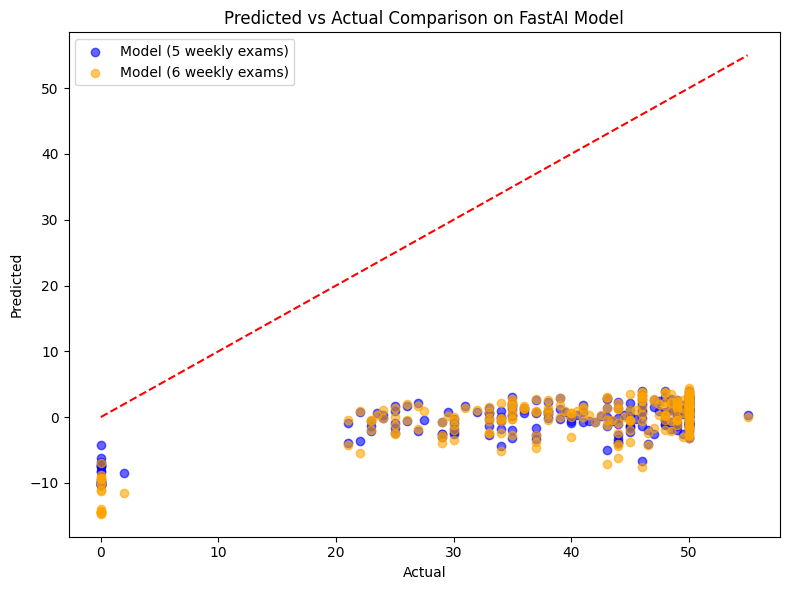 Predicted vs Actual Comparison on FastAI Model
Model (5 weekly exams)
Model (6 weekly exams)
50
40
30
20
10
0
−10
Predicted
0 10 20 30 40 50
Actual